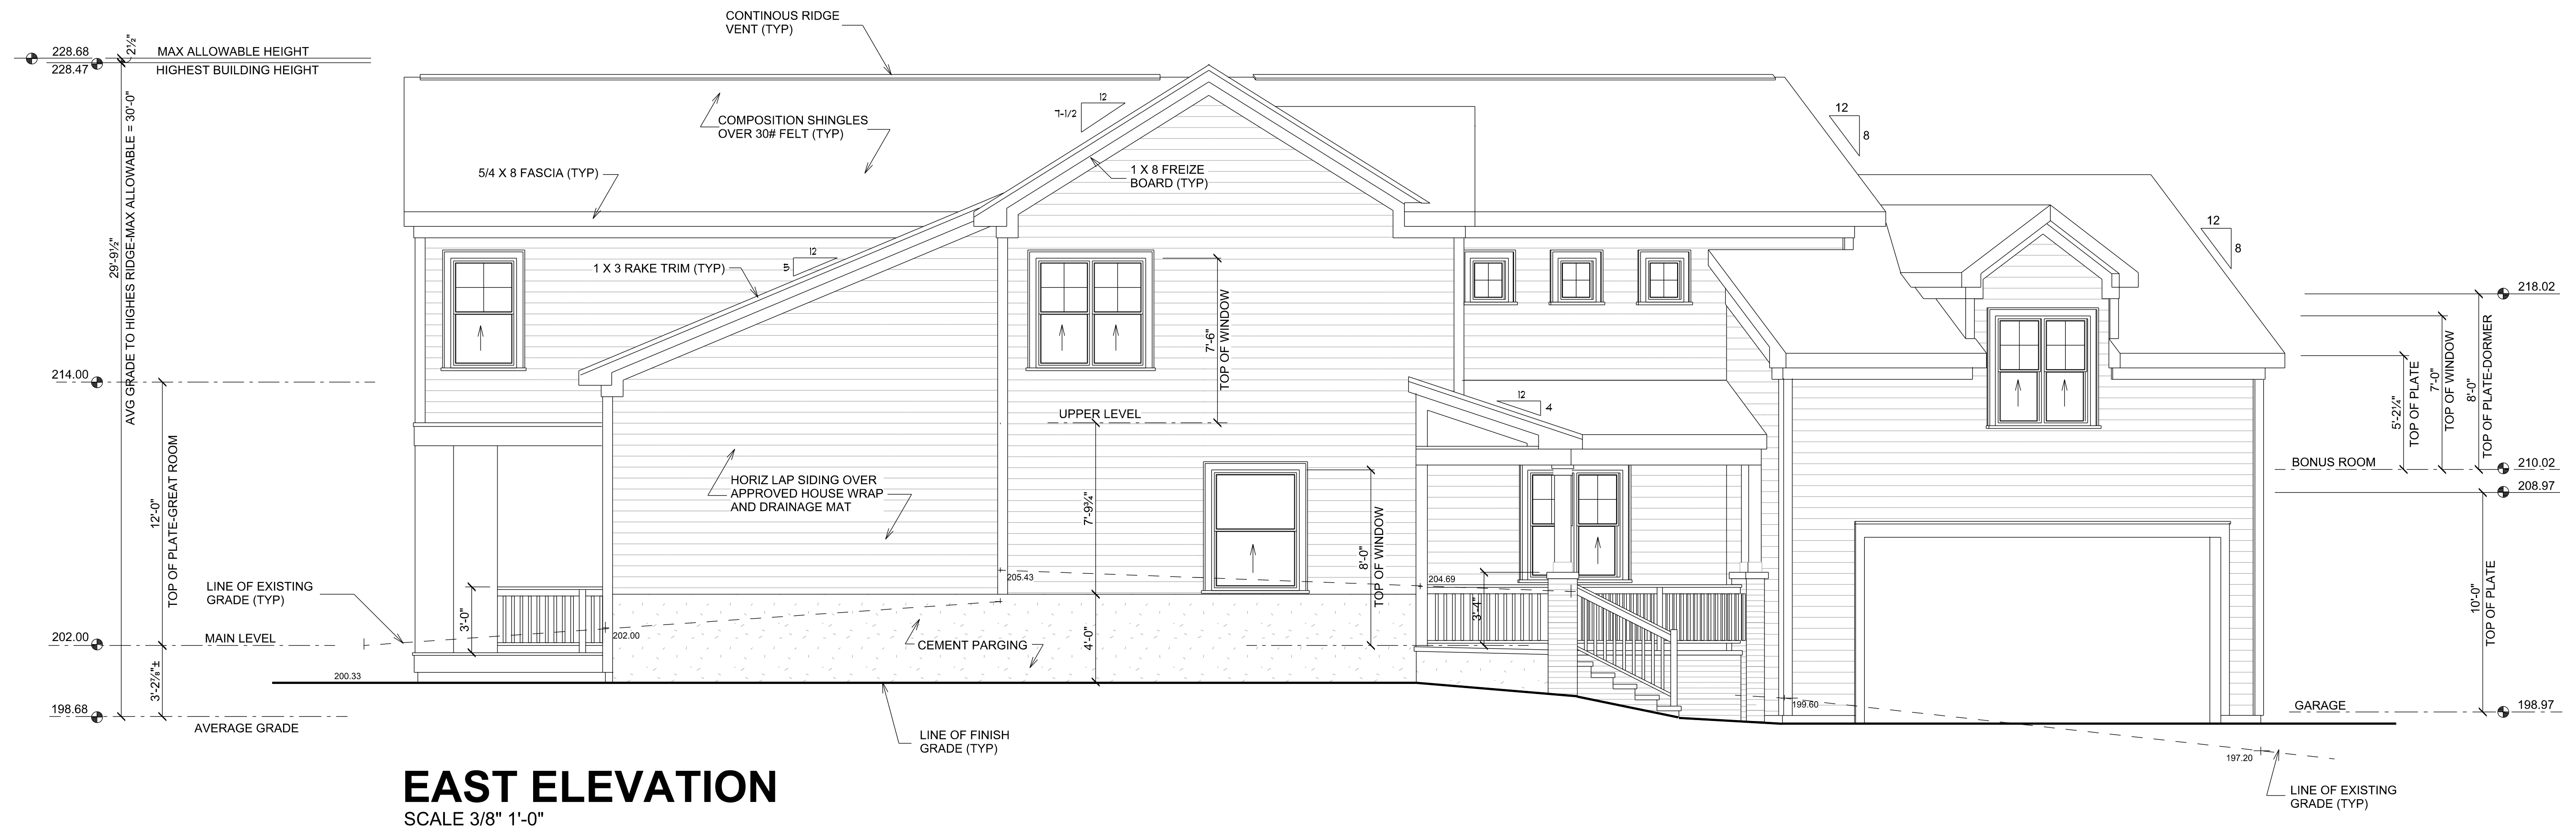 CONTINOUS RIDGE
VENT (TYP)
228.68
MAX ALLOWABLE HEIGHT
2½"
228.47
HIGHEST BUILDING HEIGHT
12
7-1/2
COMPOSITION SHINGLES
OVER 30# FELT (TYP)
12
8
5/4 X 8 FASCIA (TYP)
1 X 8 FREIZE
BOARD (TYP)
29'-9½"
AVG GRADE TO HIGHES RIDGE-MAX ALLOWABLE = 30'-0"
12
8
12
5
1 X 3 RAKE TRIM (TYP)
7'-6"
TOP OF WINDOW
218.02
214.00
5'-2¼"
TOP OF PLATE
7'-0"
TOP OF WINDOW
8'-0"
TOP OF PLATE-DORMER
12
4
UPPER LEVEL
12'-0"
TOP OF PLATE-GREAT ROOM
BONUS ROOM
210.02
208.97
HORIZ LAP SIDING OVER
APPROVED HOUSE WRAP
AND DRAINAGE MAT
7'-9¾"
8'-0"
TOP OF WINDOW
205.43
204.69
LINE OF EXISTING
GRADE (TYP)
3'-0"
3'-4"
10'-0"
TOP OF PLATE
202.00
MAIN LEVEL
202.00
CEMENT PARGING
4'-0"
3'-2⅞"±
200.33
198.68
AVERAGE GRADE
199.60
GARAGE
198.97
LINE OF FINISH
GRADE (TYP)
197.20
LINE OF EXISTING
GRADE (TYP)
EAST ELEVATION
SCALE 3/8" 1'-0"